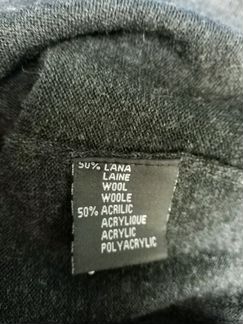 50% LANA
LAINE
WOOL
WOOLE
50% ACRILIC
ACRYLIQUE
ACRYLIC
POLYACRYLIC